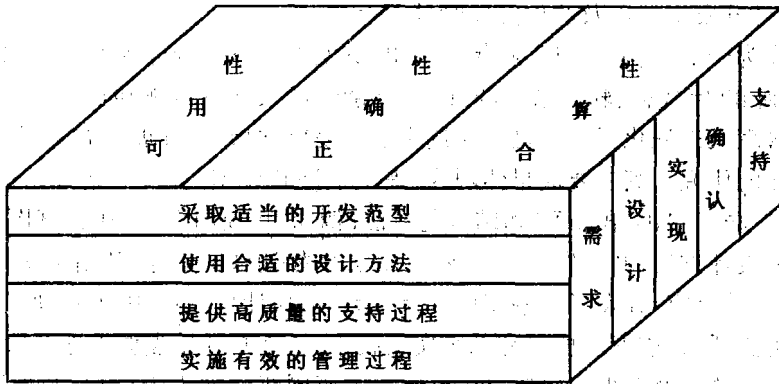 可用性
正确性
合算性
采取适当的开发范型
使用合适的设计方法
提供高质量的支持过程
实施有效的管理过程
需求
设计
实现
确认
支持